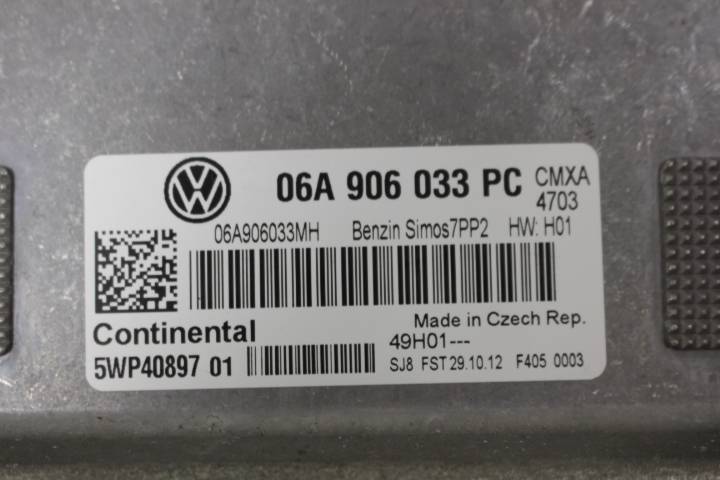 06A 906 033 PC CMXA
4703
06A906033MH Benzin Simos7PP2 HW: H01
Continental Made in Czech Rep.
49H01---
5WP40897 01 SJ8 FST 29.10.12 F405 0003